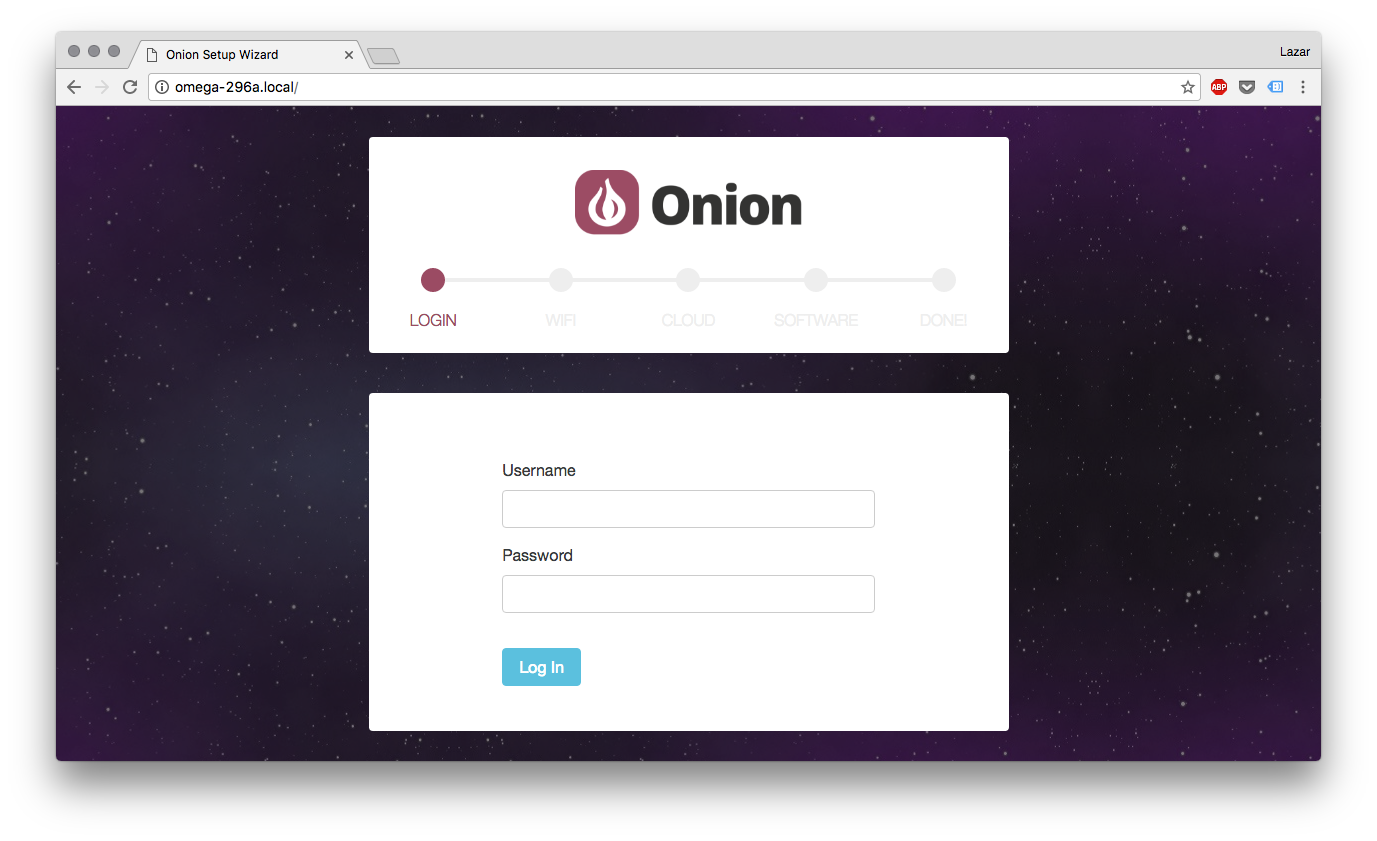 Onion Setup Wizard
Lazar
omega-296a.local/
ABP
Onion
LOGIN WIFI CLOUD SOFTWARE DONE!
Username
Password
Log In